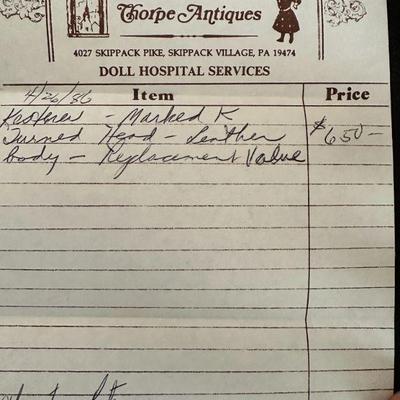 Thorpe Antiques
4027 SKIPPACK PIKE, SKIPPACK VILLAGE, PA 19474
DOLL HOSPITAL SERVICES
4/26/86 Item Price
Kestner - Marked K
Turned Head - Leather $650-
body - Replacement Value